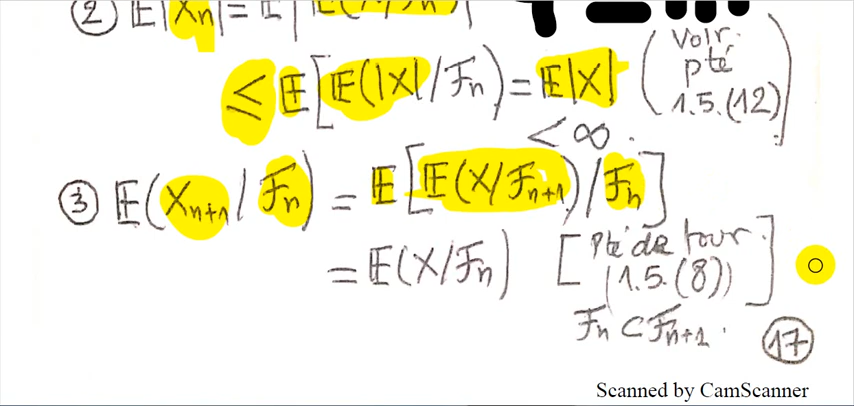 ② 𝔼|Xn| = 𝔼|
≤ 𝔼[𝔼(|X|/Fn) = 𝔼|X| (voir pté 1.5.(12))
< ∞.
③ 𝔼(Xn+1/Fn) = 𝔼[𝔼(X/Fn+1)/Fn]
= 𝔼(X/Fn) [Pté de tour. (1.5.(8))]
Fn ⊂ Fn+1.
17
Scanned by CamScanner